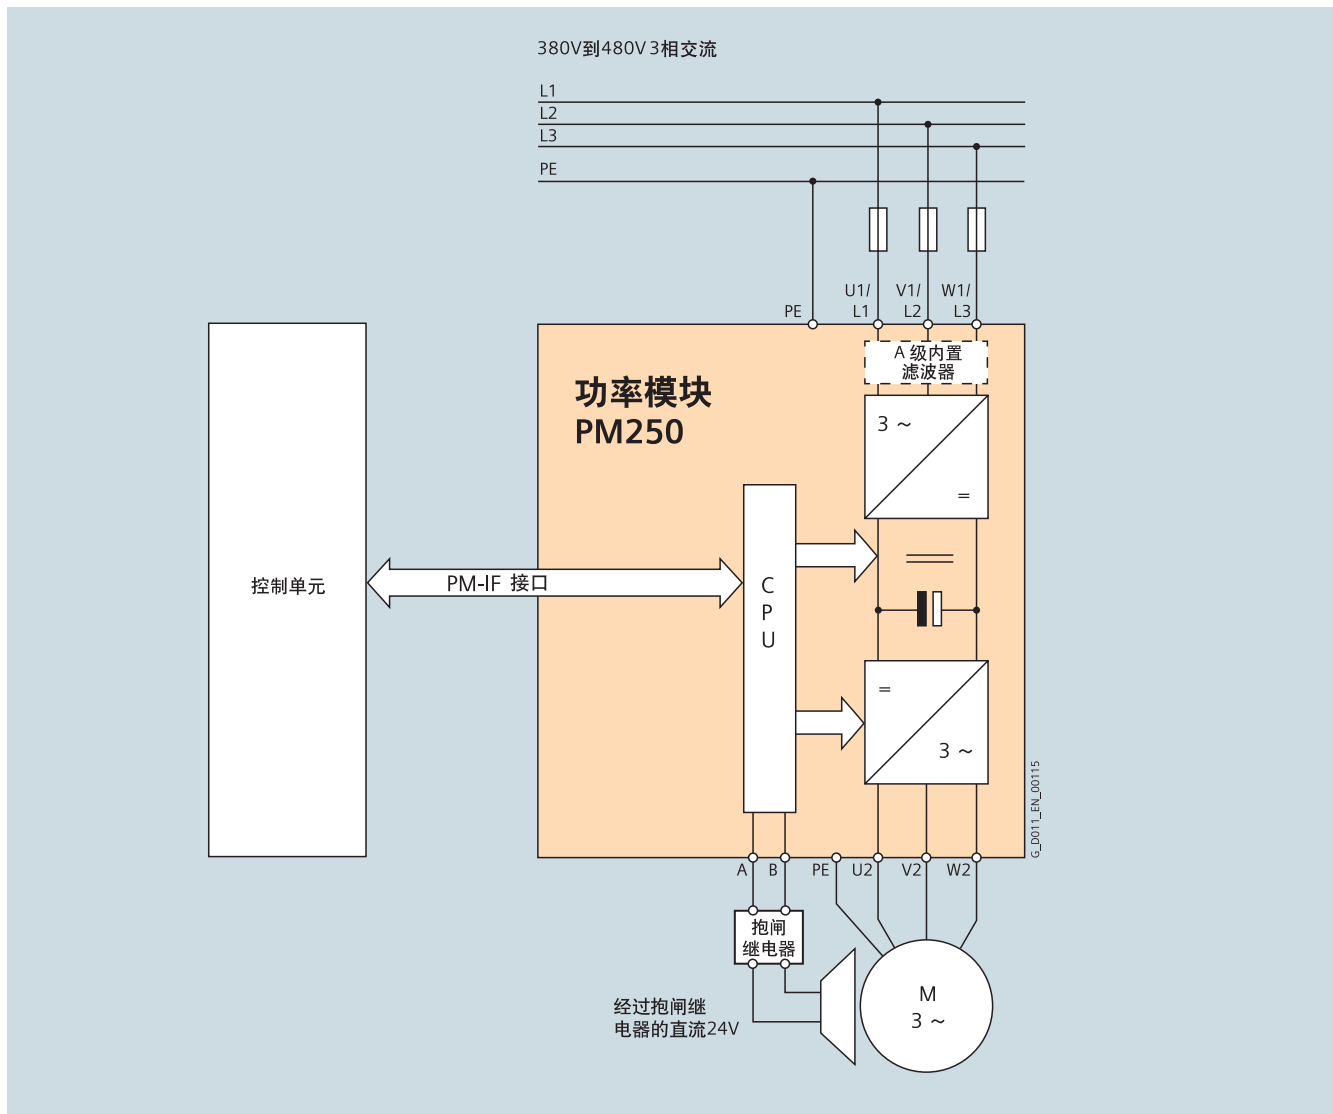 380V到480V 3相交流
L1
L2
L3
PE
U1/ V1/ W1/
PE L1 L2 L3
A 级内置
滤波器
功率模块
PM250
3 ~
=
控制单元
PM-IF 接口
C
P
U
=
3 ~
G_D011_EN_00115
A B PE U2 V2 W2
抱闸
继电器
经过抱闸继
电器的直流24V
M
3 ~